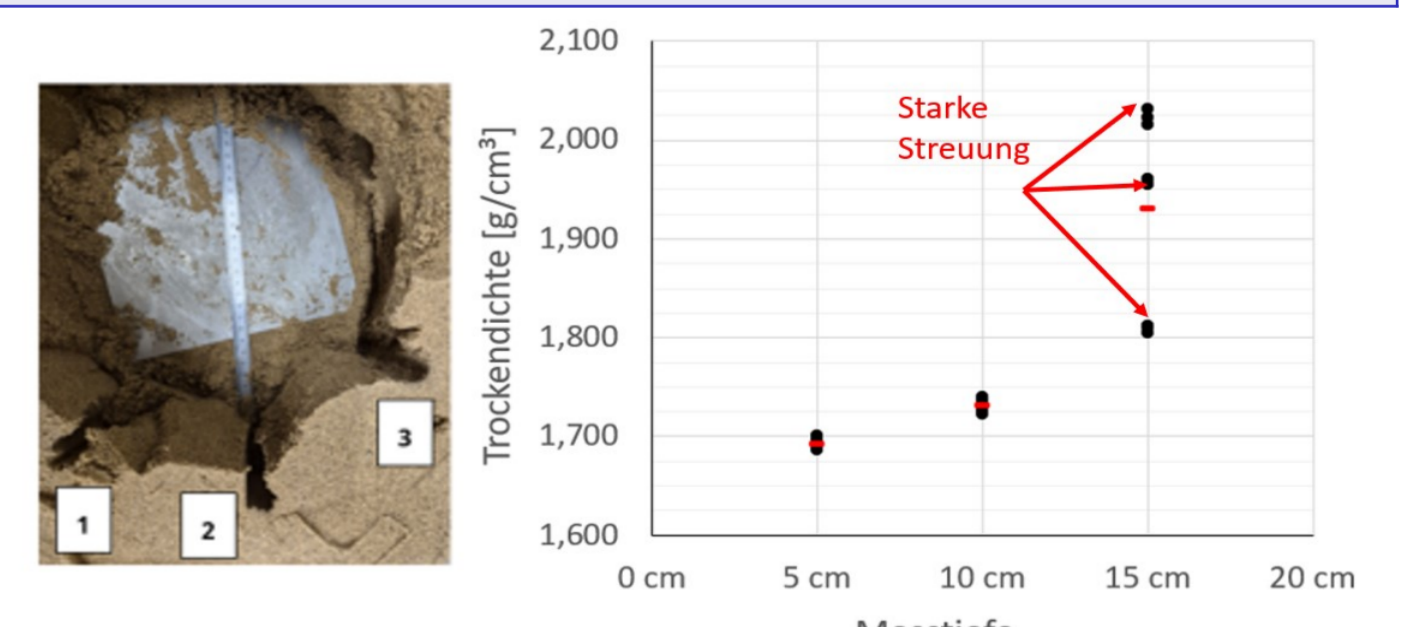 1
2
3
Trockendichte [g/cm³]
2,100
2,000
1,900
1,800
1,700
1,600
Starke
Streuung
0 cm
5 cm
10 cm
15 cm
20 cm